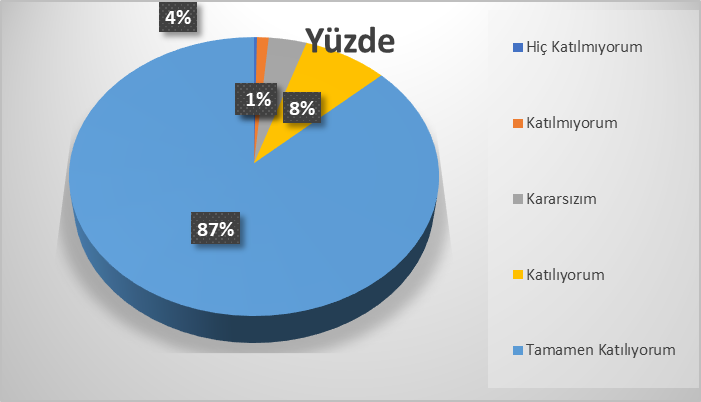 Yüzde
4%
1%
8%
87%
Hiç Katılmıyorum
Katılmıyorum
Kararsızım
Katılıyorum
Tamamen Katılıyorum